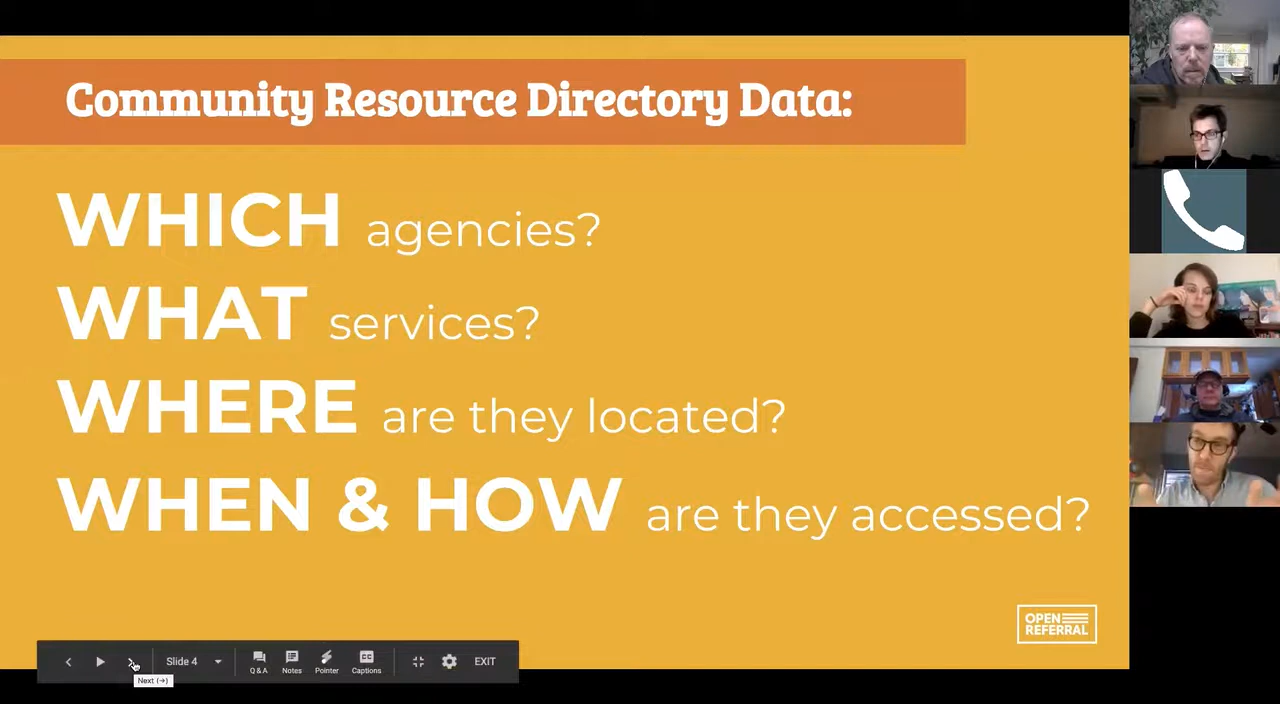 Community Resource Directory Data:
WHICH agencies?
WHAT services?
WHERE are they located?
WHEN & HOW are they accessed?
OPEN
REFERRAL
Slide 4
Q & A
Notes
Pointer
Captions
EXIT
Next (→)